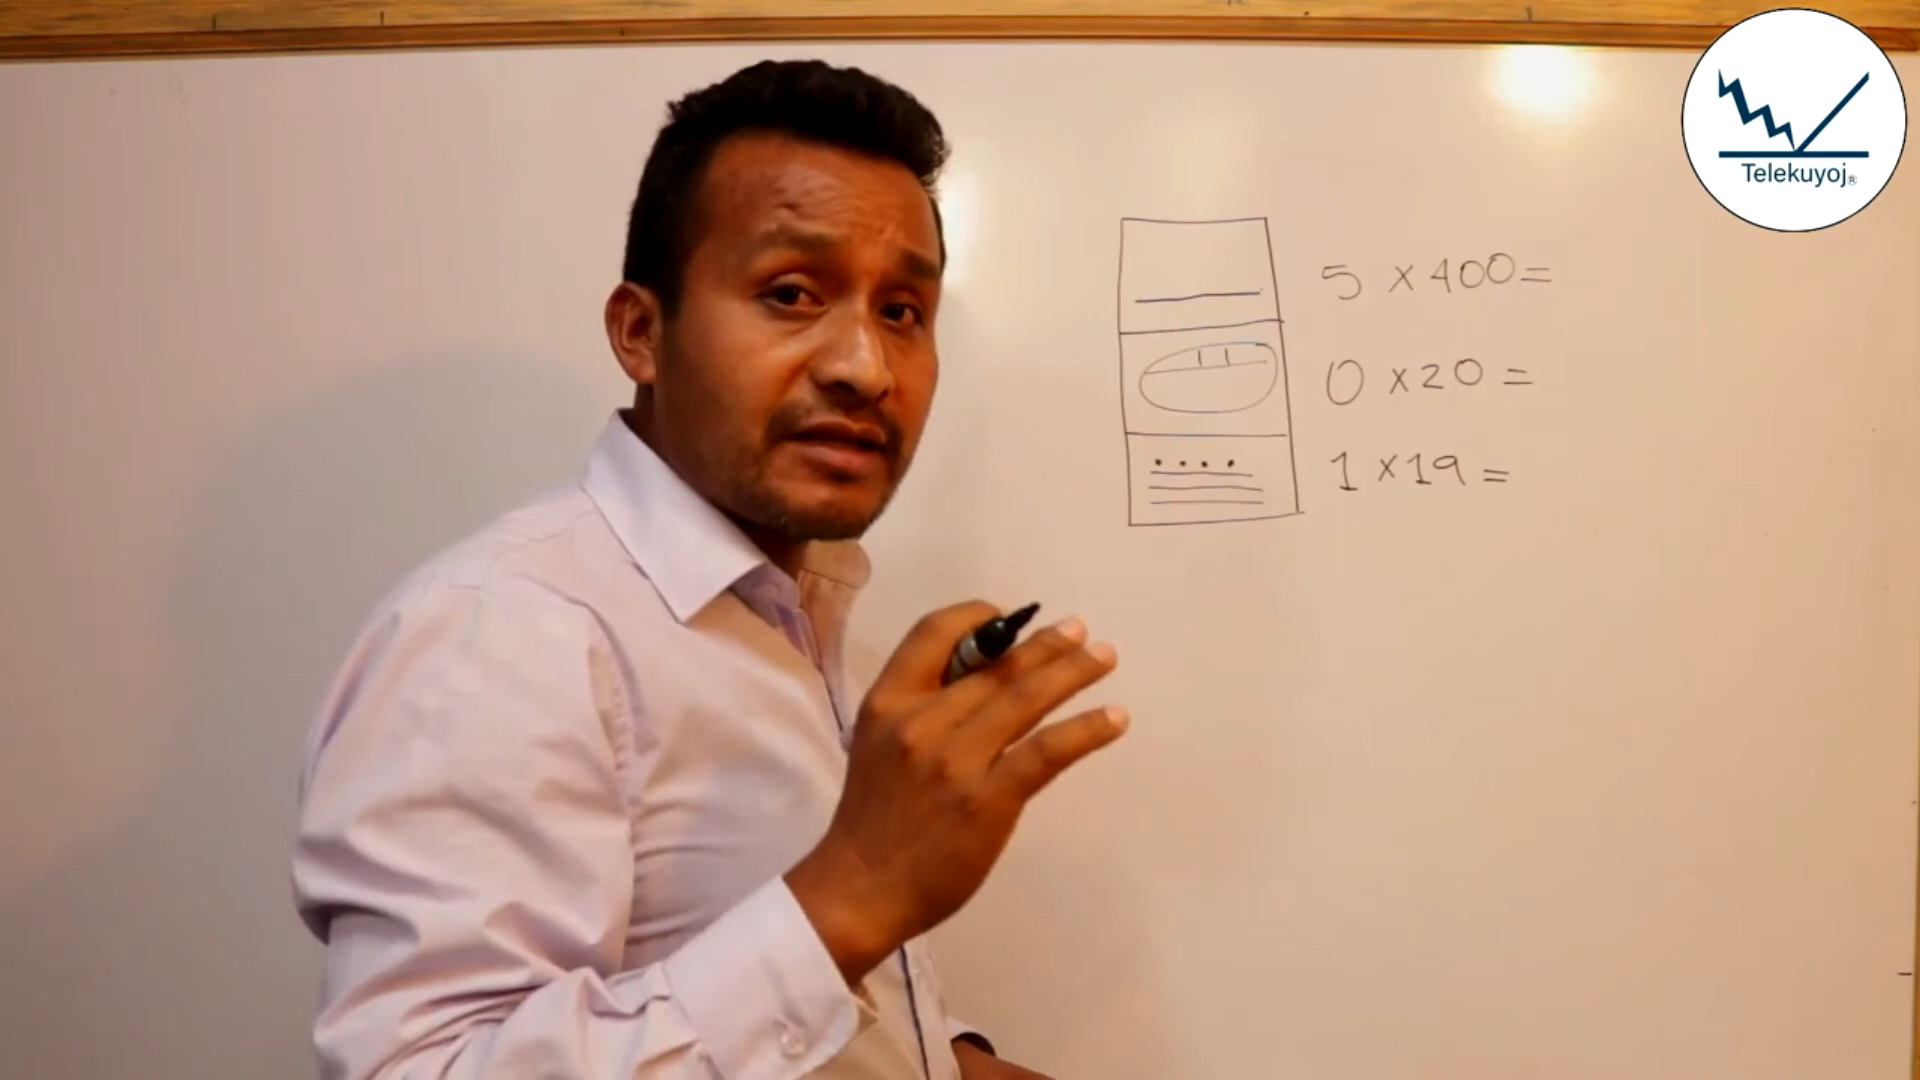 Telekuyoj®
5 x 400=
0 x 20 =
1 x 19 =